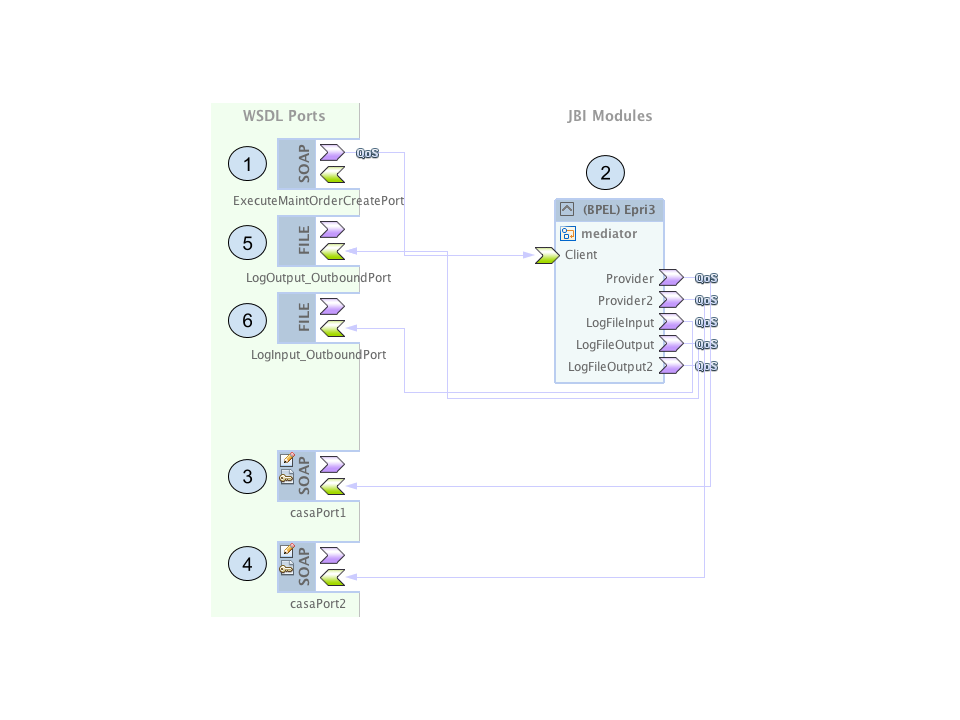 WSDL Ports
JBI Modules
1
SOAP
QoS
ExecuteMaintOrderCreatePort
5
FILE
LogOutput_OutboundPort
6
FILE
LogInput_OutboundPort
3
SOAP
casaPort1
4
SOAP
casaPort2
2
(BPEL) Epri3
mediator
Client
Provider
QoS
Provider2
QoS
LogFileInput
QoS
LogFileOutput
QoS
LogFileOutput2
QoS